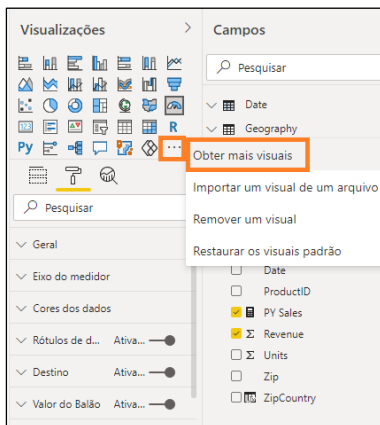 Visualizações
Campos
Pesquisar
Date
Geography
123
R
Py
...
Obter mais visuais
Importar um visual de um arquivo
Remover um visual
Restaurar os visuais padrão
Pesquisar
Geral
Eixo do medidor
Cores dos dados
Rótulos de d... Ativa...
Destino Ativa...
Valor do Balão Ativa...
Date
ProductID
PY Sales
Σ Revenue
Σ Units
Zip
ZipCountry